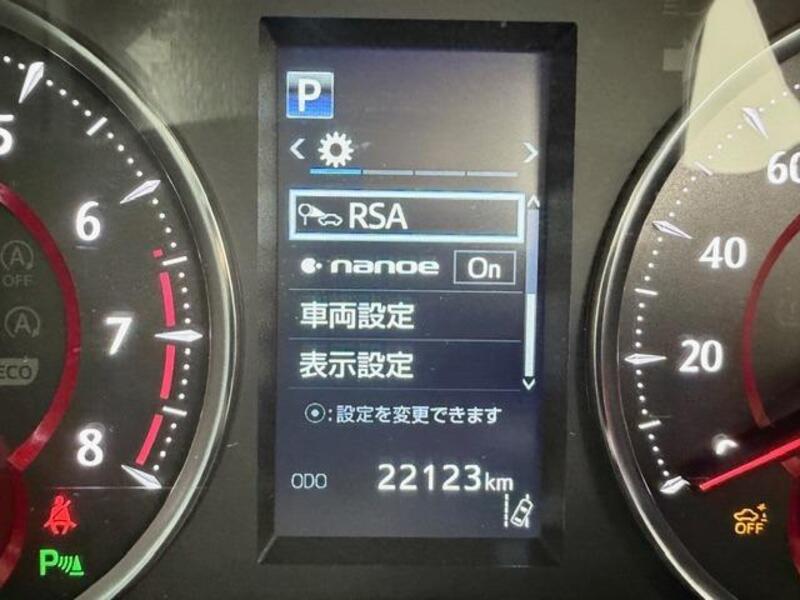 P
RSA
nanoe On
車両設定
表示設定
⦿:設定を変更できます
ODO 22123km
5
6
7
8
A
OFF
A
ECO
P
60
40
20
OFF